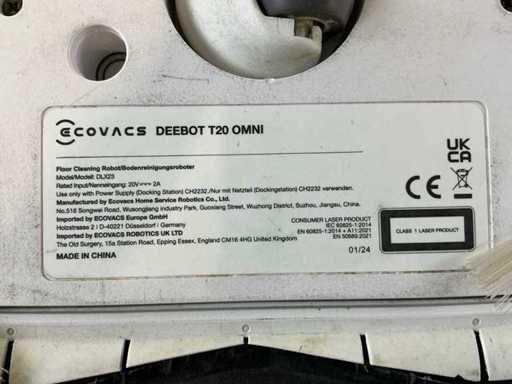 ECOVACS DEEBOT T20 OMNI
Floor Cleaning Robot/Bodenreinigungsroboter
Model/Modell: DLX23
Rated Input/Nenneingang: 20V⎓ 2A
Use only with Power Supply (Docking Station) CH2232./Nur mit Netzteil (Dockingstation) CH2232 verwenden.
Manufactured by Ecovacs Home Service Robotics Co., Ltd.
No.518 Songwei Road, Wusongjiang Industry Park, Guoxiang Street, Wuzhong District, Suzhou, Jiangsu, China.
Imported by ECOVACS Europe GmbH
Holzstrasse 2 I D-40221 Düsseldorf / Germany
Imported by ECOVACS ROBOTICS UK LTD
The Old Surgery, 15a Station Road, Epping Essex, England CM16 4HG United Kingdom
MADE IN CHINA
CONSUMER LASER PRODUCT
IEC 60825-1:2014
EN 60825-1:2014 + A11:2021
EN 50689:2021
01/24
UK
CA
CE
CLASS 1 LASER PRODUCT